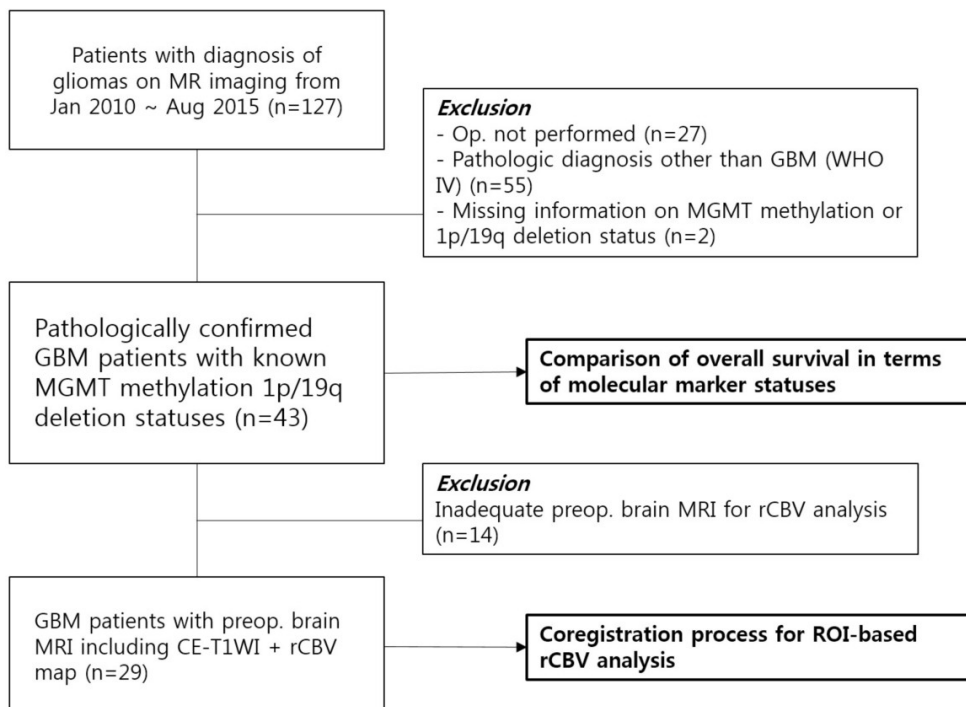 Patients with diagnosis of
gliomas on MR imaging from
Jan 2010 ~ Aug 2015 (n=127)
Exclusion
- Op. not performed (n=27)
- Pathologic diagnosis other than GBM (WHO
IV) (n=55)
- Missing information on MGMT methylation or
1p/19q deletion status (n=2)
Pathologically confirmed
GBM patients with known
MGMT methylation 1p/19q
deletion statuses (n=43)
Comparison of overall survival in terms
of molecular marker statuses
Exclusion
Inadequate preop. brain MRI for rCBV analysis
(n=14)
GBM patients with preop. brain
MRI including CE-T1WI + rCBV
map (n=29)
Coregistration process for ROI-based
rCBV analysis